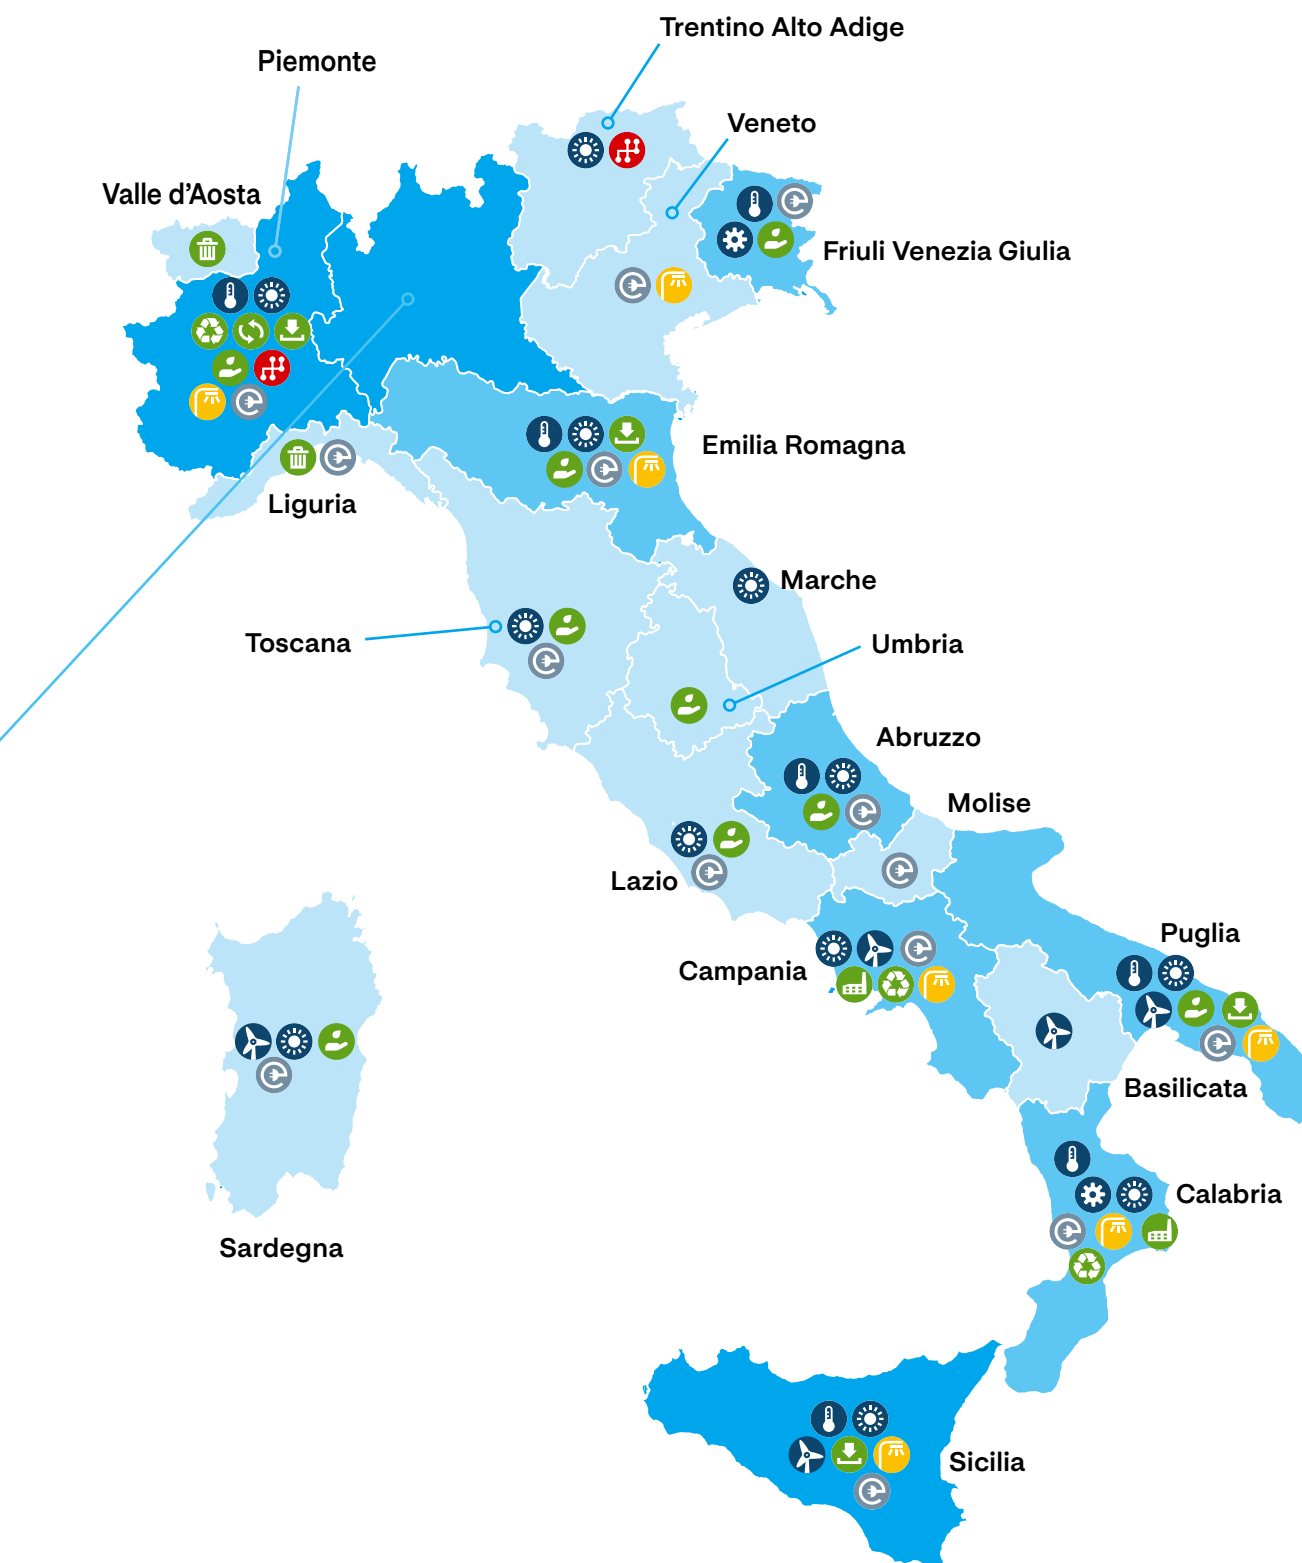 Trentino Alto Adige
Piemonte
Veneto
Valle d'Aosta
Friuli Venezia Giulia
Emilia Romagna
Liguria
Marche
Toscana
Umbria
Abruzzo
Molise
Lazio
Puglia
Campania
Basilicata
Calabria
Sardegna
Sicilia